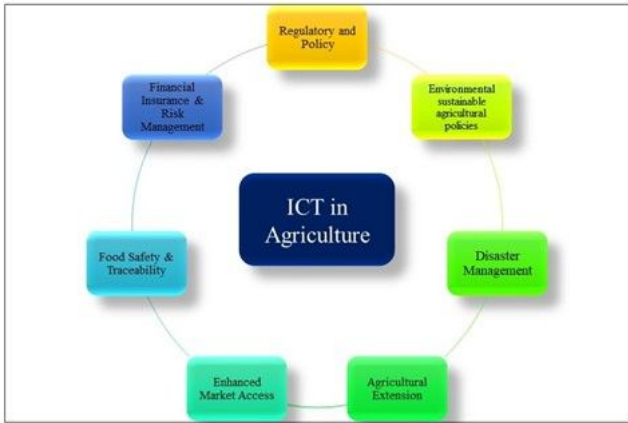 Regulatory and
Policy
Environmental
sustainable
agricultural
policies
Disaster
Management
Agricultural
Extension
Enhanced
Market Access
Food Safety &
Traceability
Financial
Insurance &
Risk
Management
ICT in
Agriculture